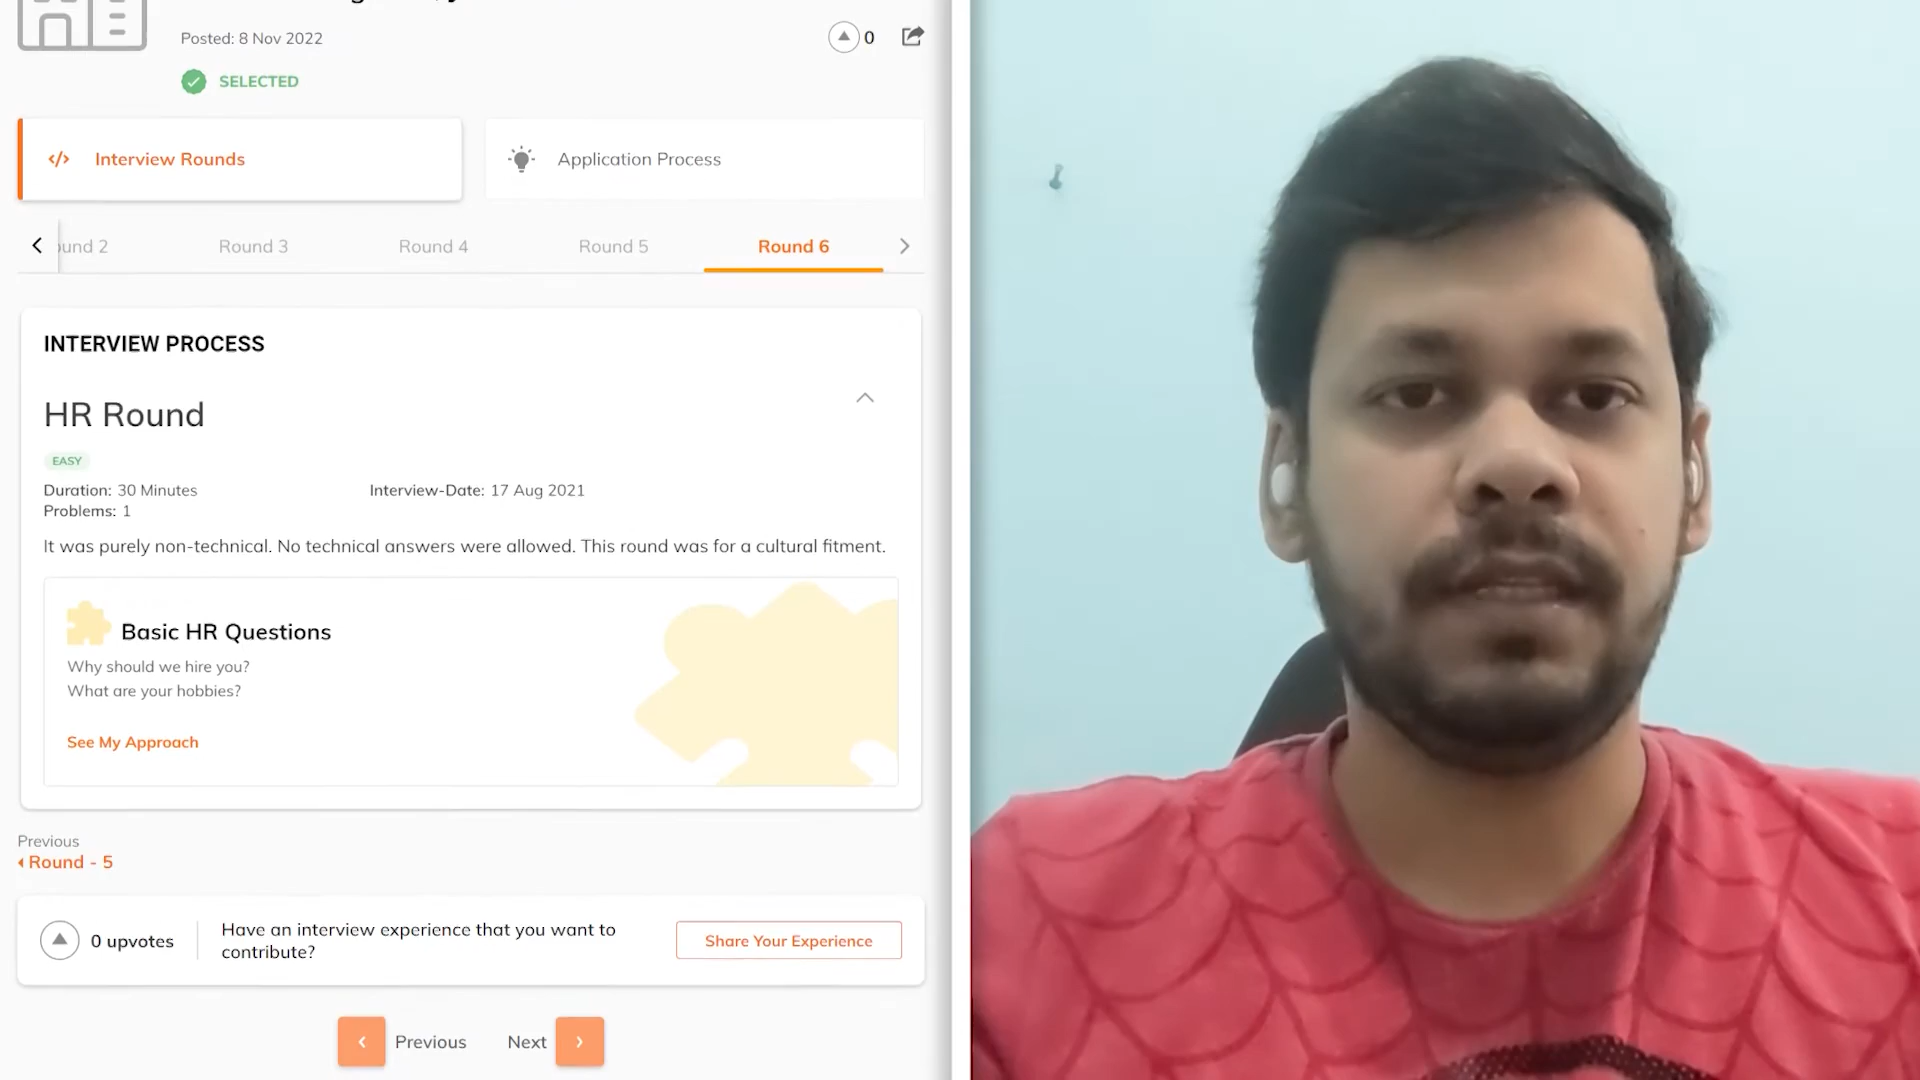 Posted: 8 Nov 2022
0
SELECTED
Interview Rounds
Application Process
und 2
Round 3
Round 4
Round 5
Round 6
INTERVIEW PROCESS
HR Round
EASY
Duration: 30 Minutes
Interview-Date: 17 Aug 2021
Problems: 1
It was purely non-technical. No technical answers were allowed. This round was for a cultural fitment.
Basic HR Questions
Why should we hire you?
What are your hobbies?
See My Approach
Previous
Round - 5
0 upvotes
Have an interview experience that you want to
contribute?
Share Your Experience
Previous
Next